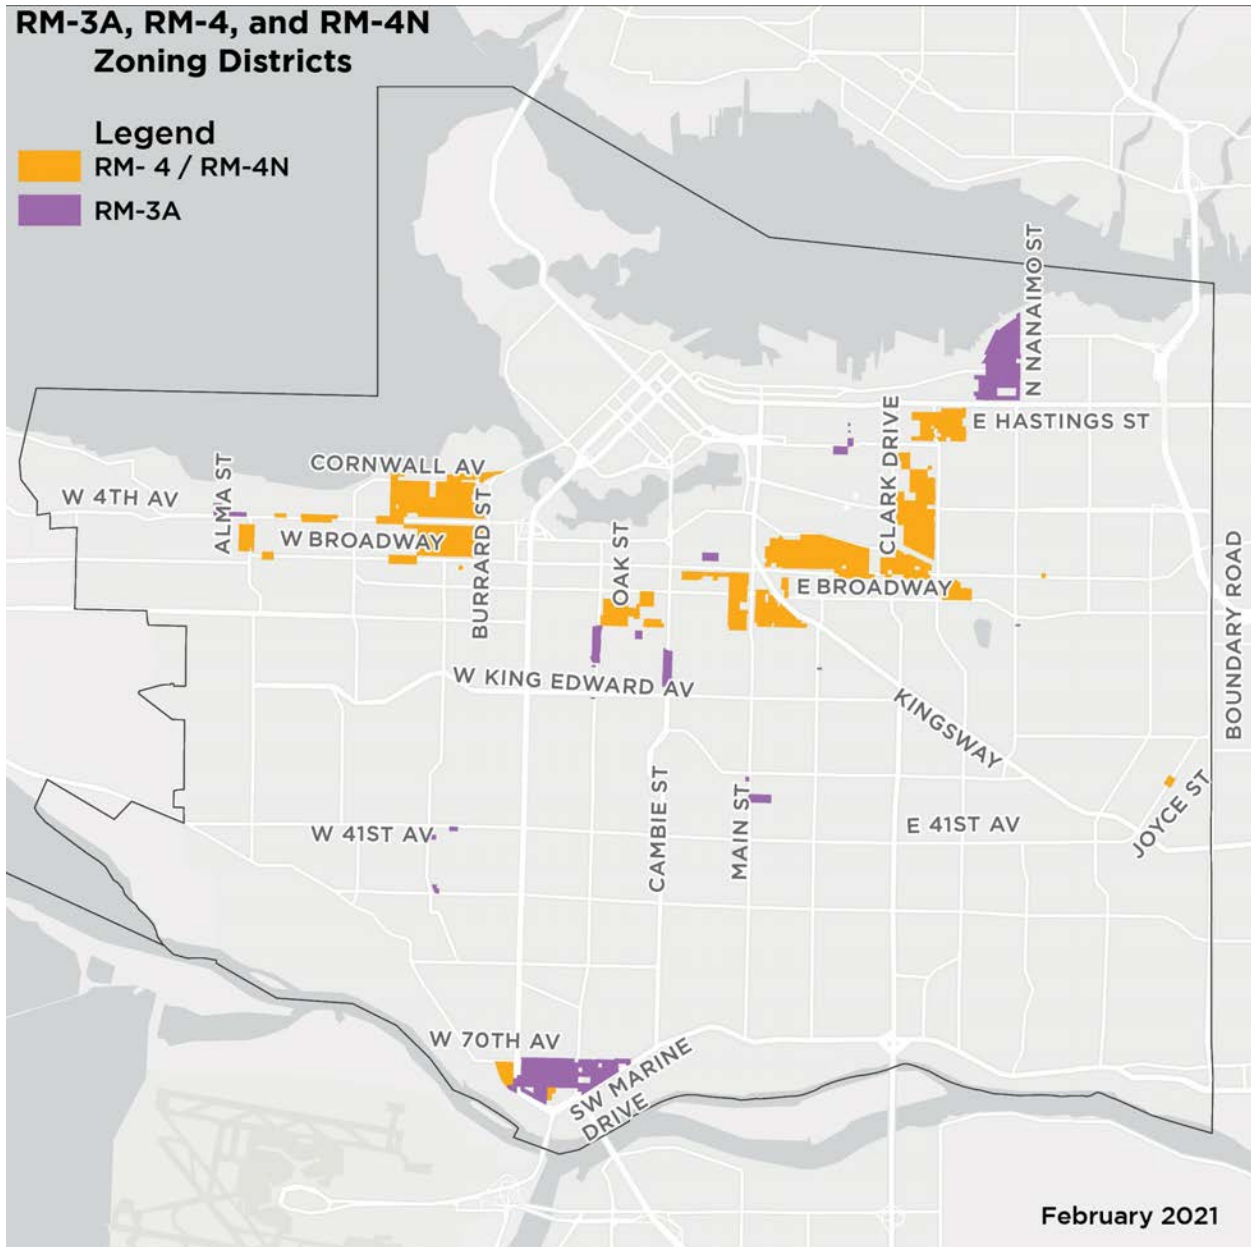 RM-3A, RM-4, and RM-4N
Zoning Districts
Legend
RM- 4 / RM-4N
RM-3A
N NANAIMO ST
E HASTINGS ST
CLARK DRIVE
CORNWALL AV
W 4TH AV
ALMA ST
W BROADWAY
BURRARD ST
OAK ST
E BROADWAY
BOUNDARY ROAD
W KING EDWARD AV
KINGSWAY
CAMBIE ST
MAIN ST
W 41ST AV
E 41ST AV
JOYCE ST
W 70TH AV
SW MARINE
DRIVE
February 2021